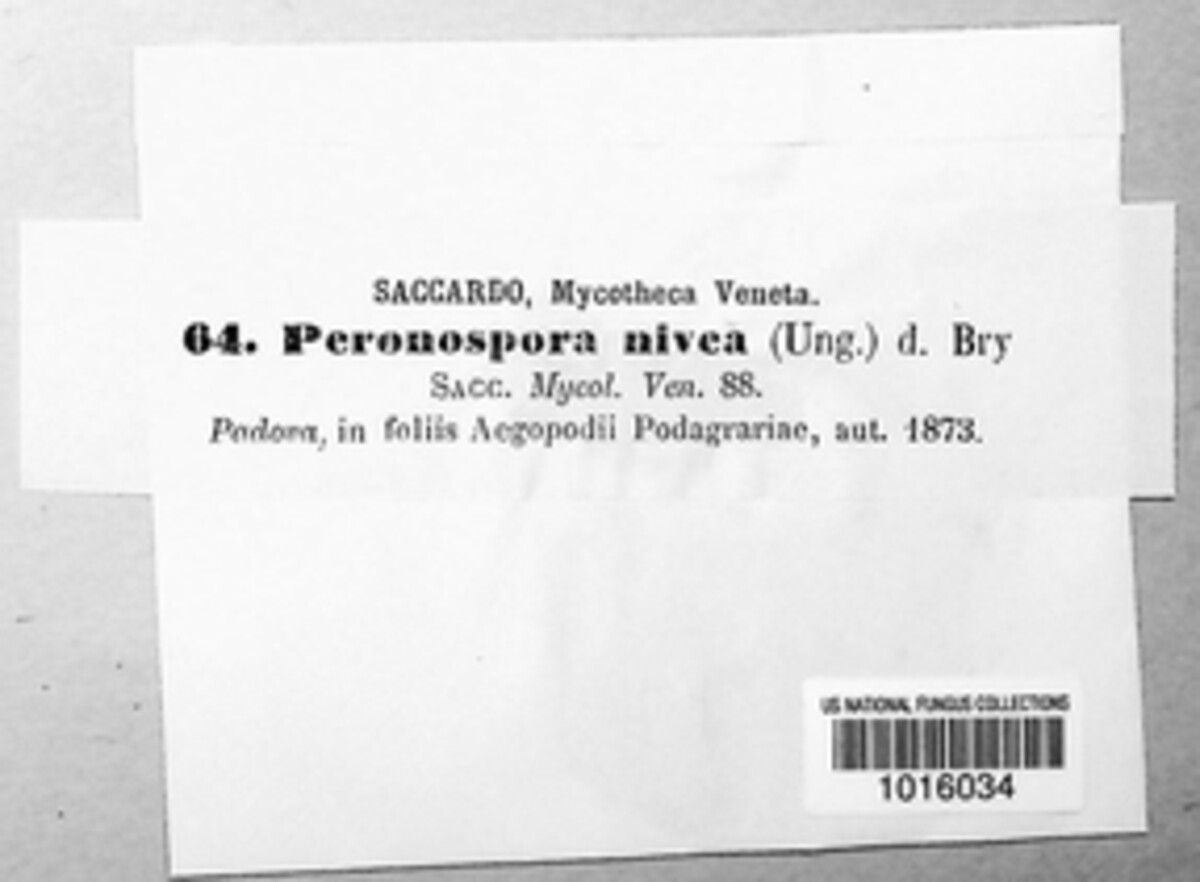 SACCARDO, Mycotheca Veneta.
64. Peronospora nivea (Ung.) d. Bry
SACC. Mycol. Ven. 88.
Padova, in foliis Aegopodii Podagrariae, aut. 1873.
US NATIONAL FUNGUS COLLECTIONS
1016034